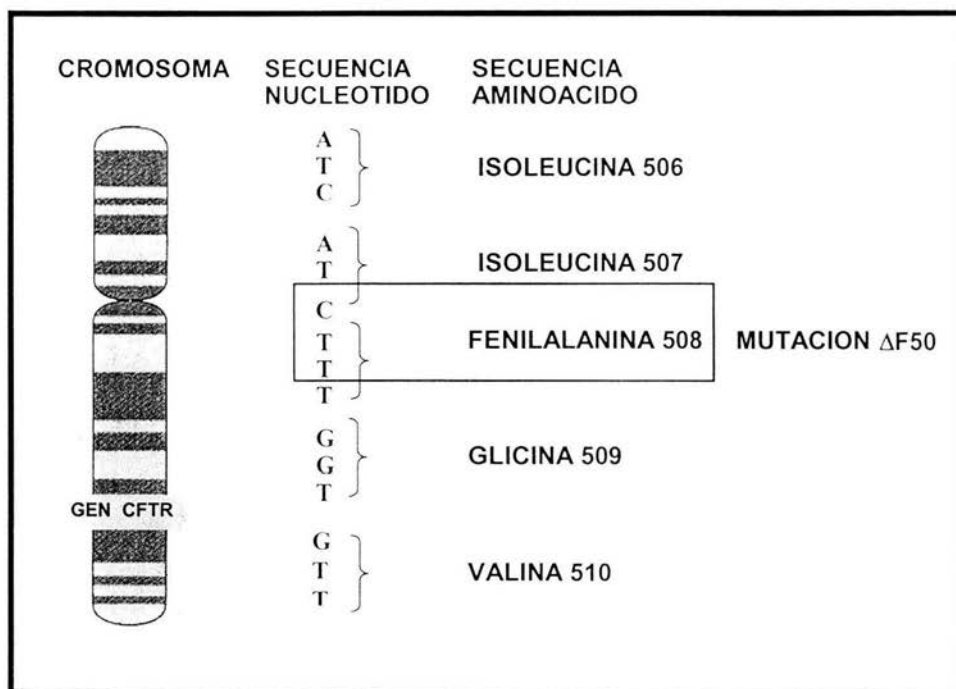 CROMOSOMA
SECUENCIA
NUCLEOTIDO
SECUENCIA
AMINOACIDO
A
T
C
ISOLEUCINA 506
A
T
ISOLEUCINA 507
C
T
T
T
FENILALANINA 508
MUTACION ΔF50
G
G
T
GLICINA 509
GEN CFTR
G
T
T
VALINA 510